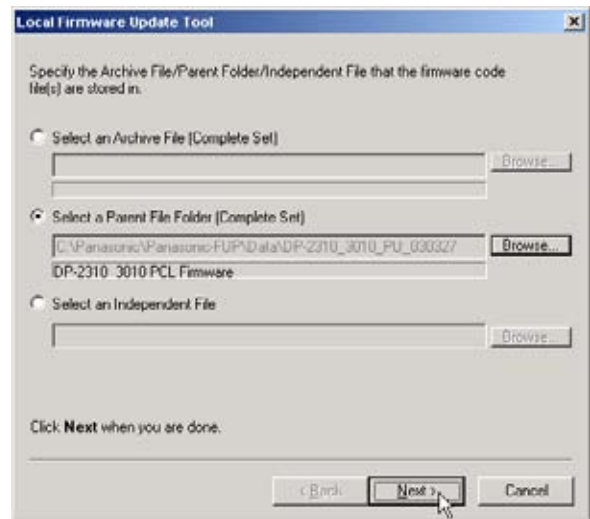 Local Firmware Update Tool
Specify the Archive File/Parent Folder/Independent File that the firmware code
file(s) are stored in.
Select an Archive File (Complete Set)
Browse...
Select a Parent File Folder (Complete Set)
C:\Panasonic\Panasonic-FUP\Data\DP-2310_3010_PU_030327
Browse...
DP-2310 3010 PCL Firmware
Select an Independent File
Browse...
Click Next when you are done.
< Back
Next >
Cancel